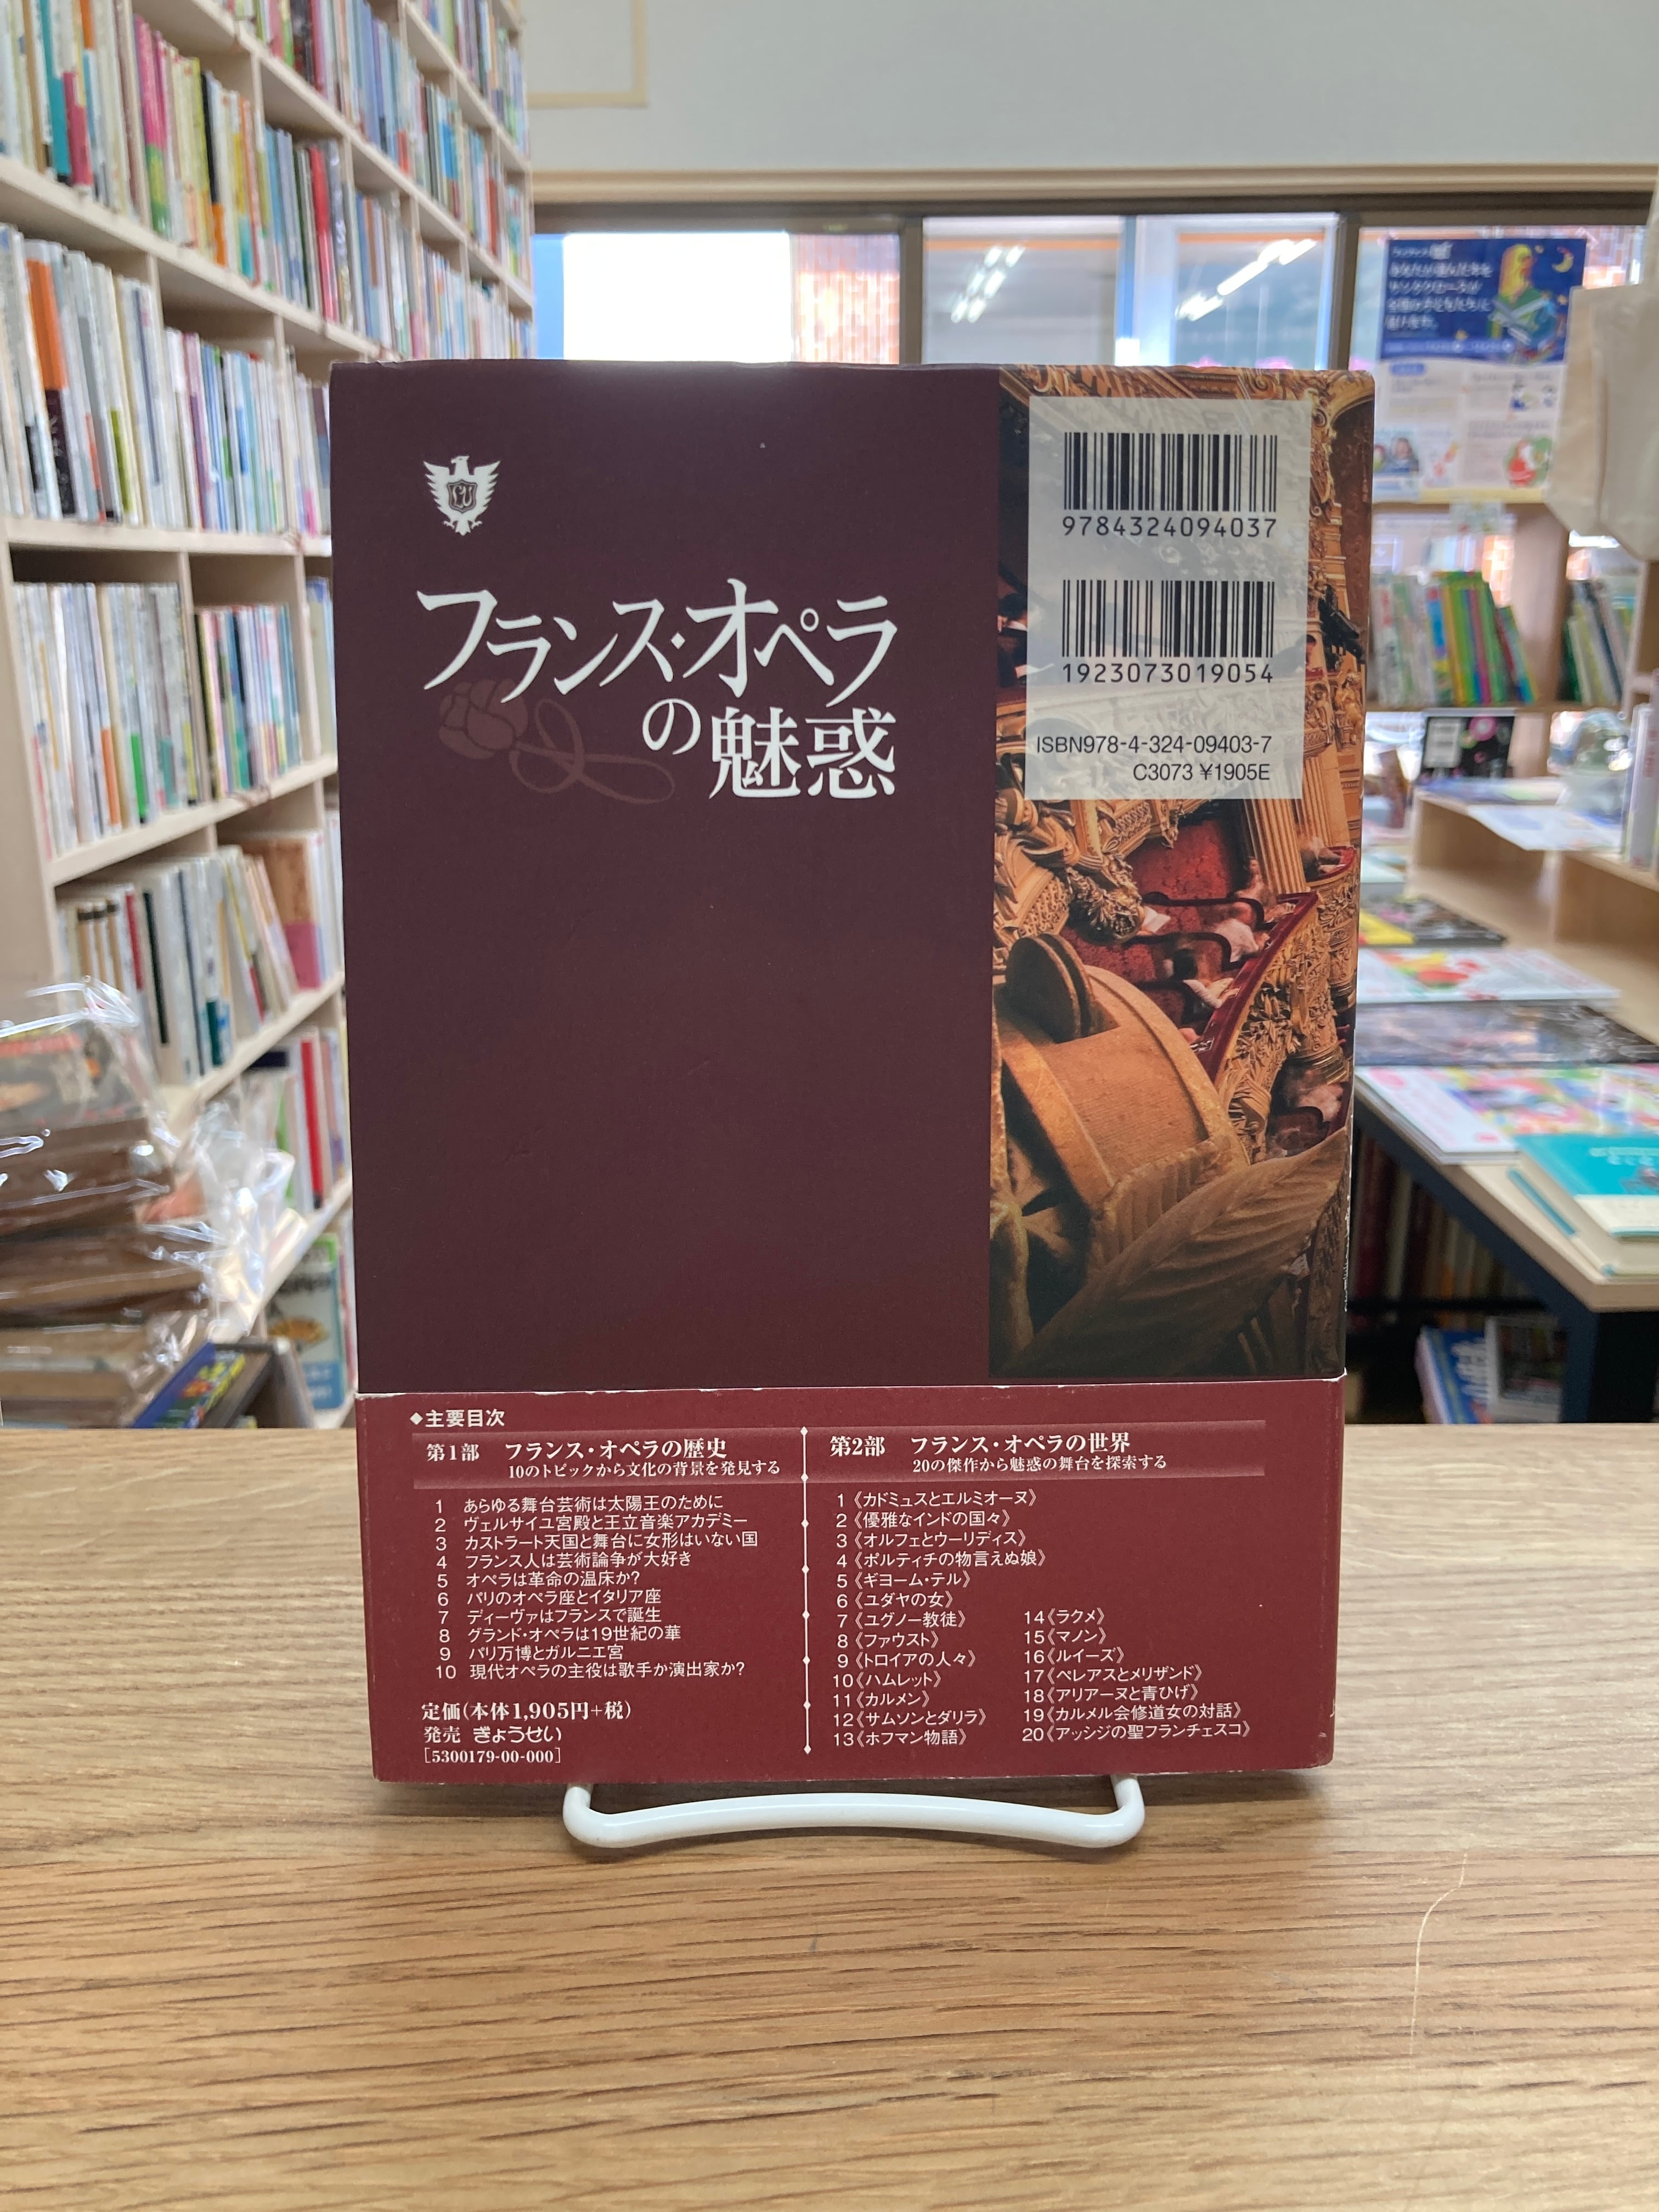 9784324094037
1923073019054
ISBN978-4-324-09403-7
C3073 ¥1905E
フランス・オペラ
の魅惑
◆主要目次
第1部 フランス・オペラの歴史
10のトピックから文化の背景を発見する
1 あらゆる舞台芸術は太陽王のために
2 ヴェルサイユ宮殿と王立音楽アカデミー
3 カストラート天国と舞台に女形はいない国
4 フランス人は芸術論争が大好き
5 オペラは革命の温床か?
6 パリのオペラ座とイタリア座
7 ディーヴァはフランスで誕生
8 グランド・オペラは19世紀の華
9 パリ万博とガルニエ宮
10 現代オペラの主役は歌手か演出家か?
定価(本体1,905円+税)
発売 ぎょうせい
[5300179-00-000]
第2部 フランス・オペラの世界
20の傑作から魅惑の舞台を探索する
1《カドミュスとエルミオーヌ》
2《優雅なインドの国々》
3《オルフェとウーリディス》
4《ポルティチの物言えぬ娘》
5《ギヨーム・テル》
6《ユダヤの女》
7《ユグノー教徒》
8《ファウスト》
9《トロイアの人々》
10《ハムレット》
11《カルメン》
12《サムソンとダリラ》
13《ホフマン物語》
14《ラクメ》
15《マノン》
16《ルイーズ》
17《ペレアスとメリザンド》
18《アリアーヌと青ひげ》
19《カルメル会修道女の対話》
20《アッシジの聖フランチェスコ》